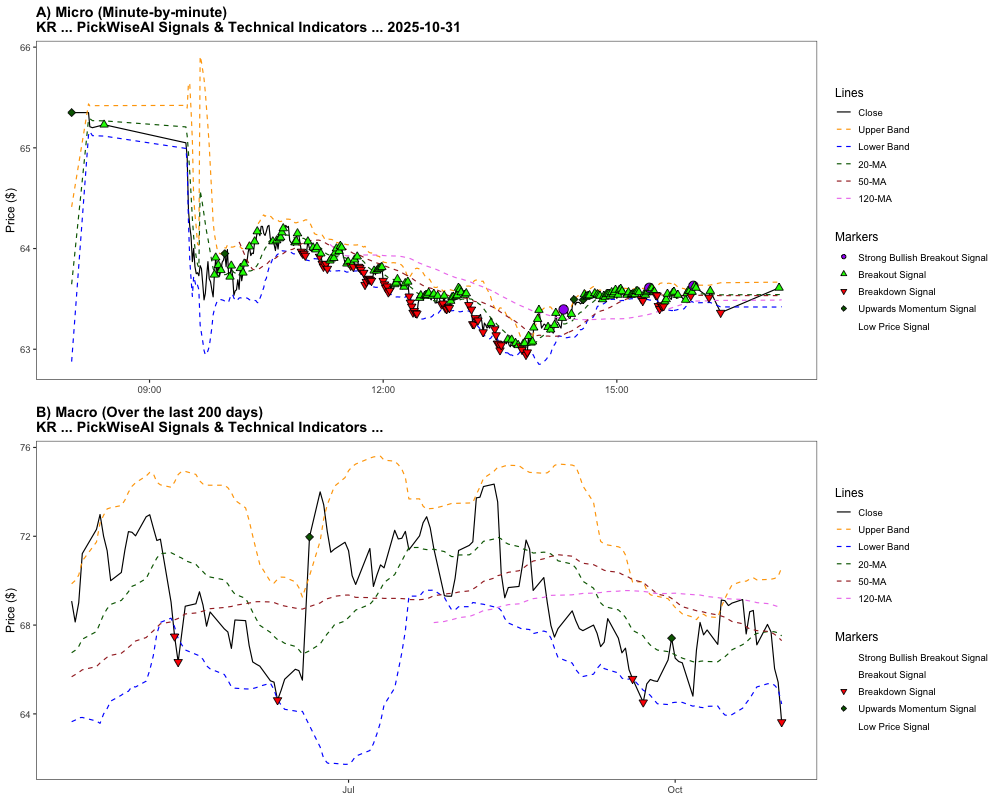 A) Micro (Minute-by-minute)
KR ... PickWiseAI Signals & Technical Indicators ... 2025-10-31
66
65
64
63
Price ($)
09:00
12:00
15:00
Lines
Close
Upper Band
Lower Band
20-MA
50-MA
120-MA
Markers
Strong Bullish Breakout Signal
Breakout Signal
Breakdown Signal
Upwards Momentum Signal
Low Price Signal
B) Macro (Over the last 200 days)
KR ... PickWiseAI Signals & Technical Indicators ...
76
72
68
64
Price ($)
Jul
Oct
Lines
Close
Upper Band
Lower Band
20-MA
50-MA
120-MA
Markers
Strong Bullish Breakout Signal
Breakout Signal
Breakdown Signal
Upwards Momentum Signal
Low Price Signal